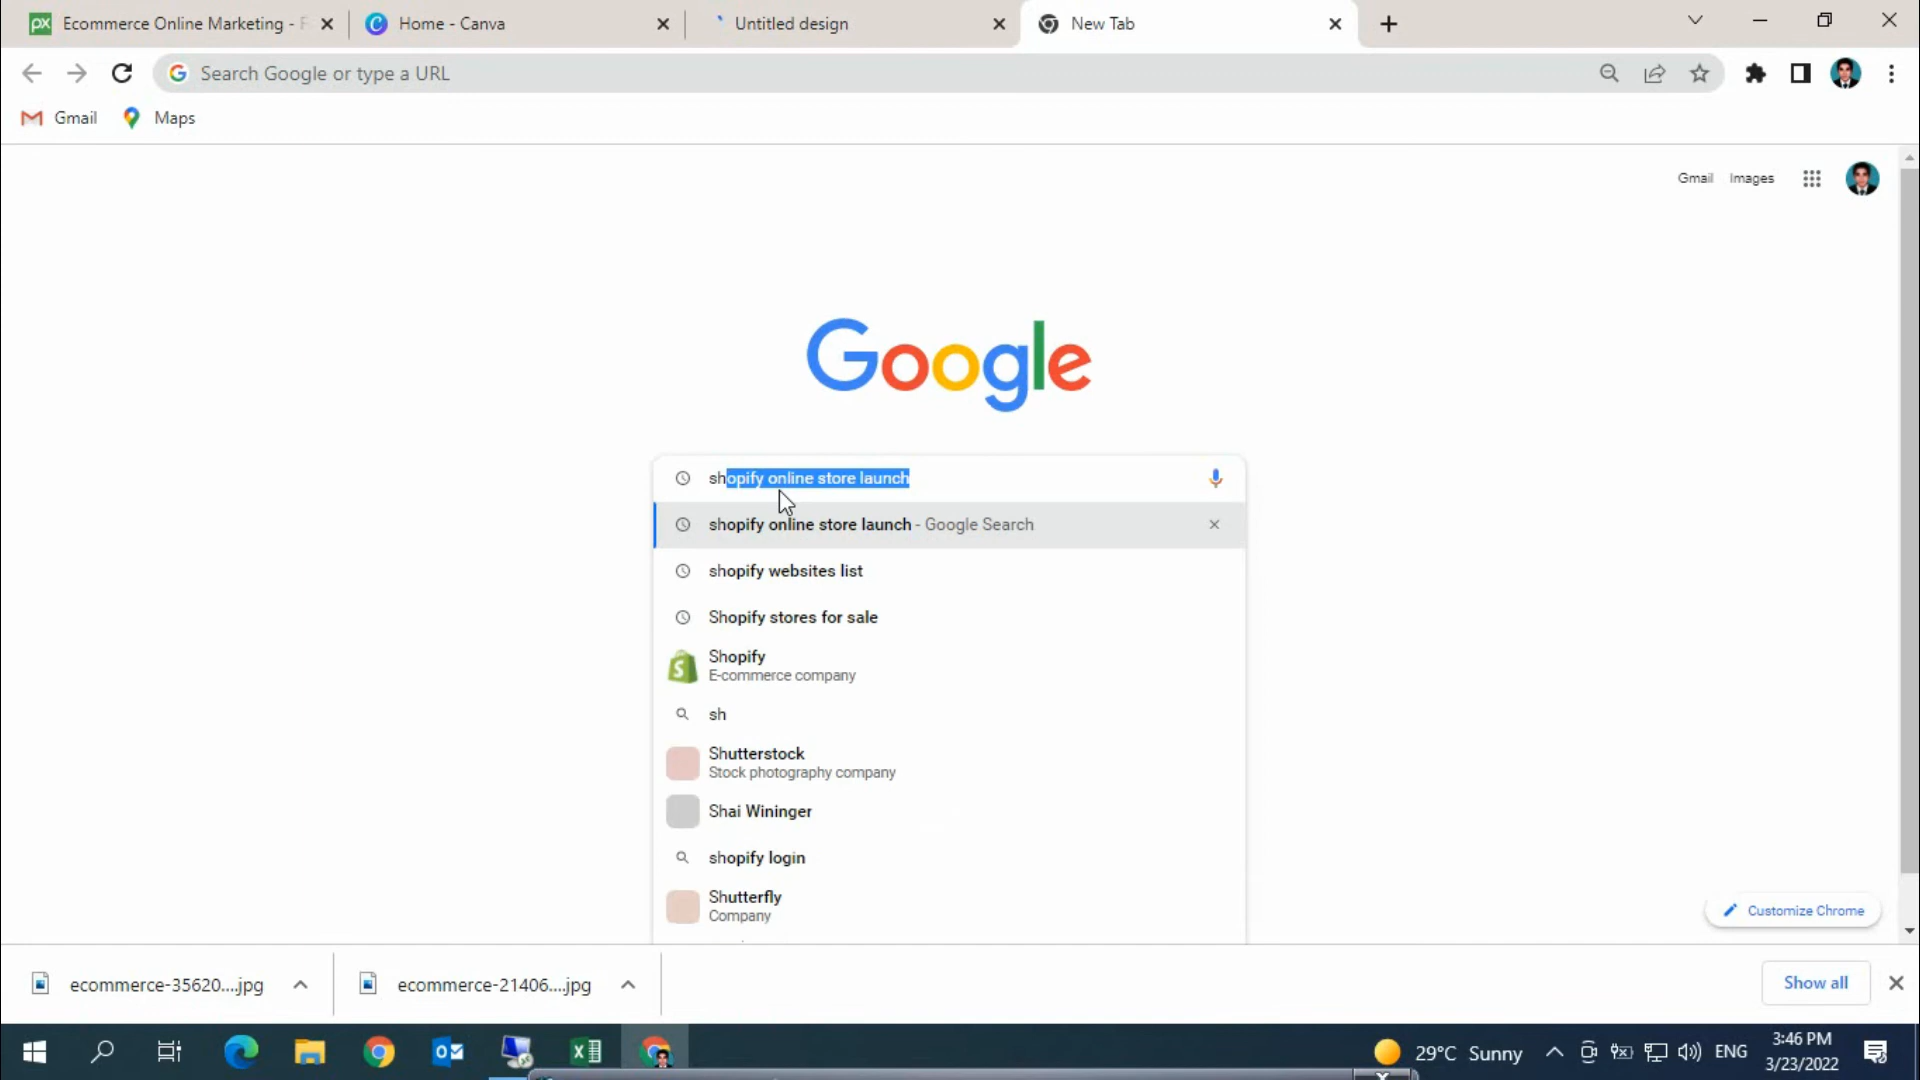 Ecommerce Online Marketing - F
Home - Canva
Untitled design
New Tab
Search Google or type a URL
Gmail
Maps
Gmail
Images
Google
shopify online store launch
shopify online store launch - Google Search
shopify websites list
Shopify stores for sale
Shopify
E-commerce company
sh
Shutterstock
Stock photography company
Shai Wininger
shopify login
Shutterfly
Company
Customize Chrome
ecommerce-35620....jpg
ecommerce-21406....jpg
Show all
29°C Sunny
ENG
3:46 PM
3/23/2022